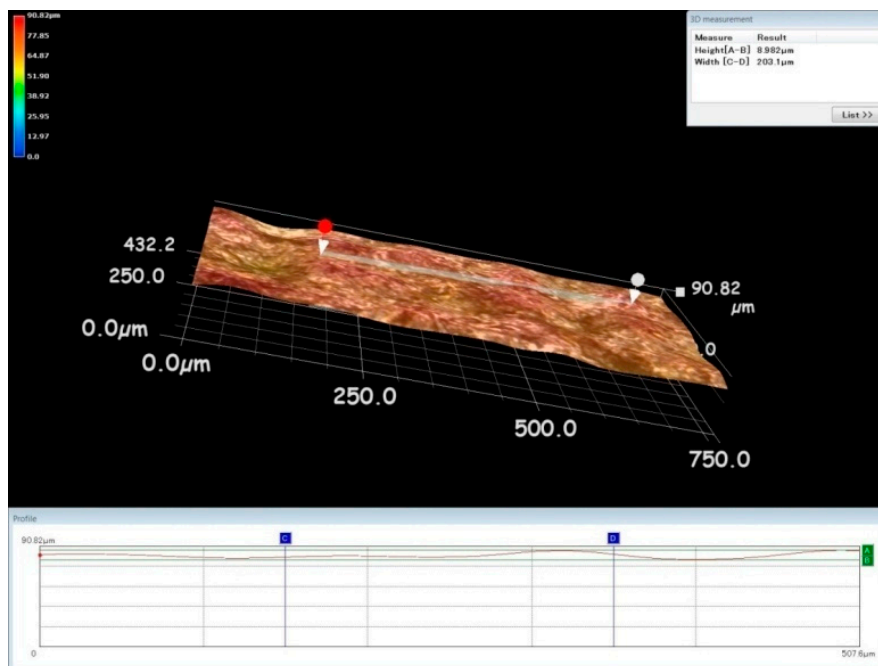 90.82μm
77.85
64.87
51.90
38.92
25.95
12.97
0.0
3D measurement
Measure Result
Height[A-B] 8.982μm
Width [C-D] 203.1μm
List >>
432.2
250.0
0.0μm
0.0μm
250.0
500.0
750.0
90.82
μm
.0
Profile
90.82μm
C
D
A
B
0
507.6μm